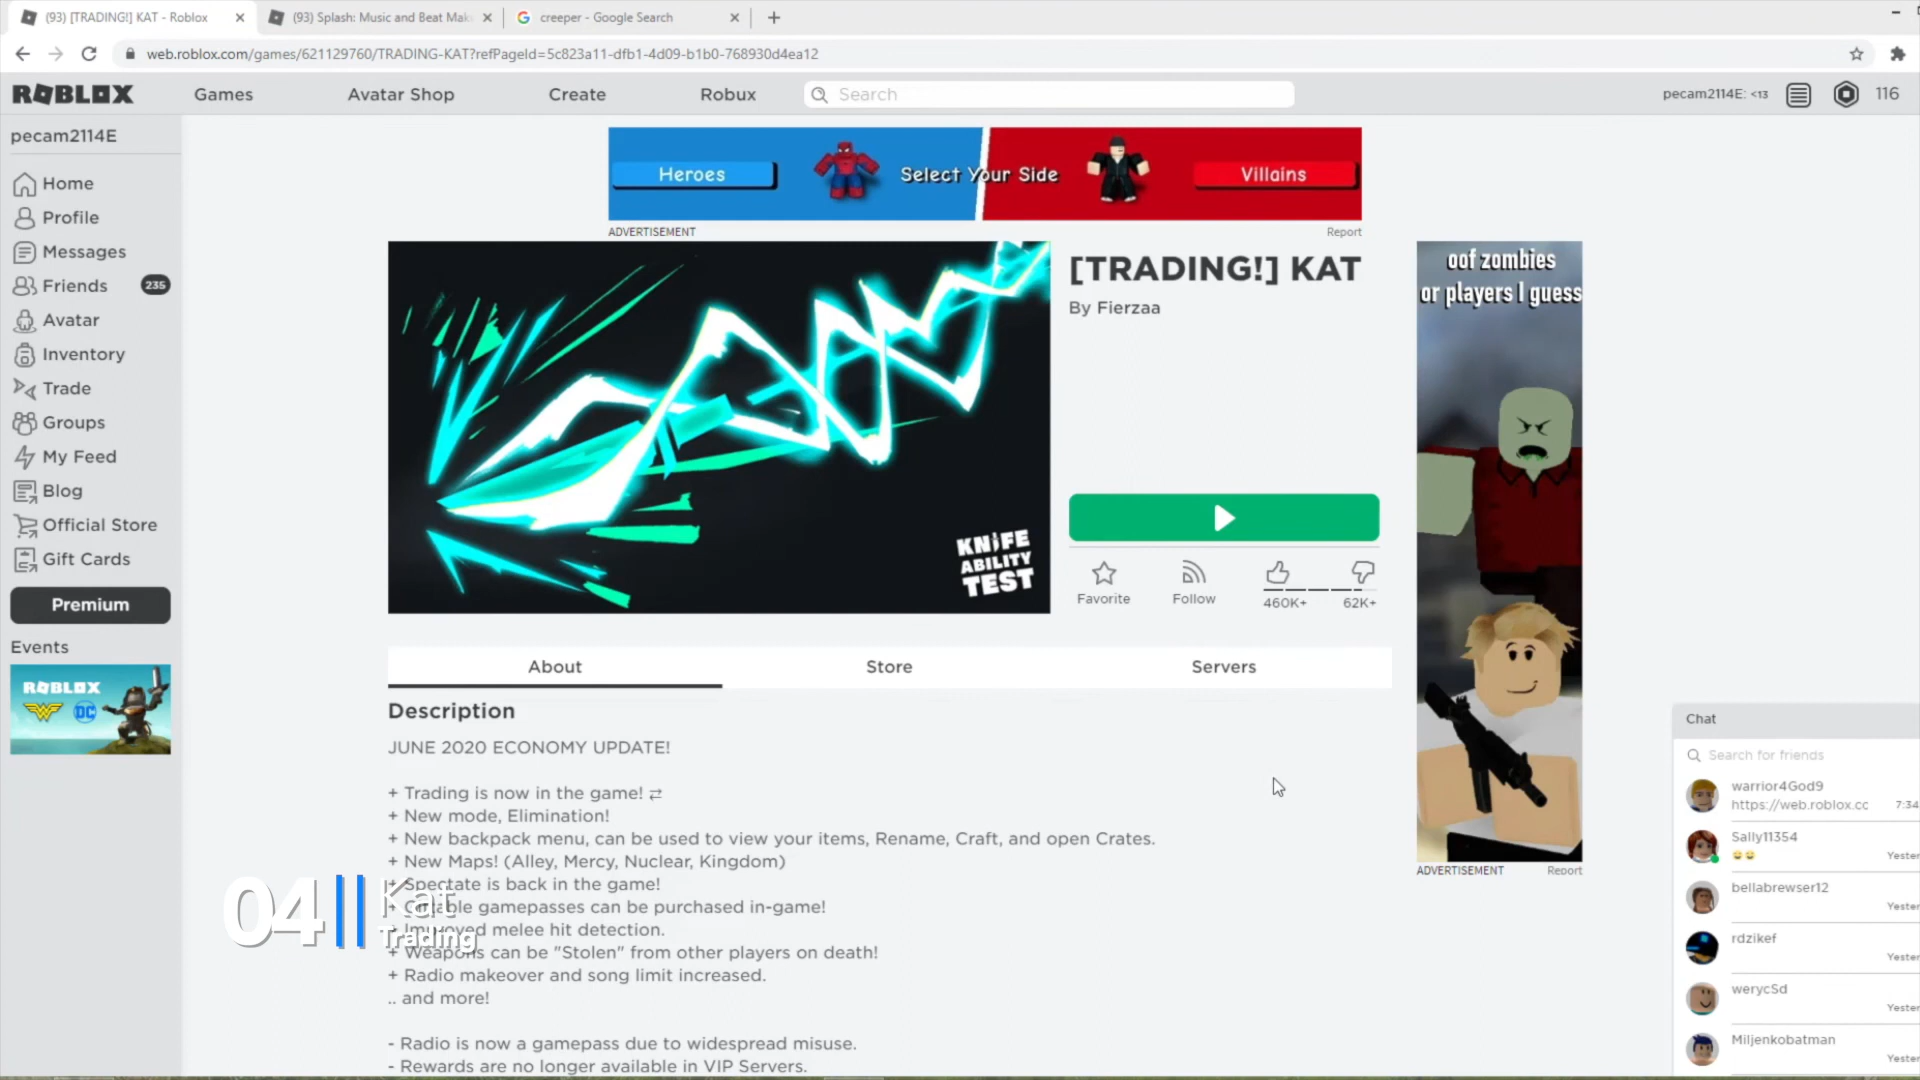 (93) [TRADING!] KAT - Roblox
(93) Splash: Music and Beat Mak
creeper - Google Search
web.roblox.com/games/621129760/TRADING-KAT?refPageId=5c823a11-dfb1-4d09-b1b0-768930d4ea12
ROBLOX
Games
Avatar Shop
Create
Robux
Search
pecam2114E: <13
116
pecam2114E
Home
Profile
Messages
Friends
235
Avatar
Inventory
Trade
Groups
My Feed
Blog
Official Store
Gift Cards
Premium
Events
ROBLOX
DC
Heroes
Select Your Side
Villains
ADVERTISEMENT
Report
KNIFE
ABILITY
TEST
[TRADING!] KAT
By Fierzaa
Favorite
Follow
460K+
62K+
About
Store
Servers
Description
JUNE 2020 ECONOMY UPDATE!
+ Trading is now in the game! ⇄
+ New mode, Elimination!
+ New backpack menu, can be used to view your items, Rename, Craft, and open Crates.
+ New Maps! (Alley, Mercy, Nuclear, Kingdom)
+ Spectate is back in the game!
gamepasses can be purchased in-game!
melee hit detection.
+ Weapons can be "Stolen" from other players on death!
+ Radio makeover and song limit increased.
.. and more!
- Radio is now a gamepass due to widespread misuse.
- Rewards are no longer available in VIP Servers.
04
Kat
Trading
oof zombies
or players I guess
ADVERTISEMENT
Report
Chat
Search for friends
warrior4God9
https://web.roblox.cc
7:34
Sally11354
😄😄
Yester
bellabrewser12
Yester
rdzikef
Yester
werycSd
Yester
Miljenkobatman
Yester